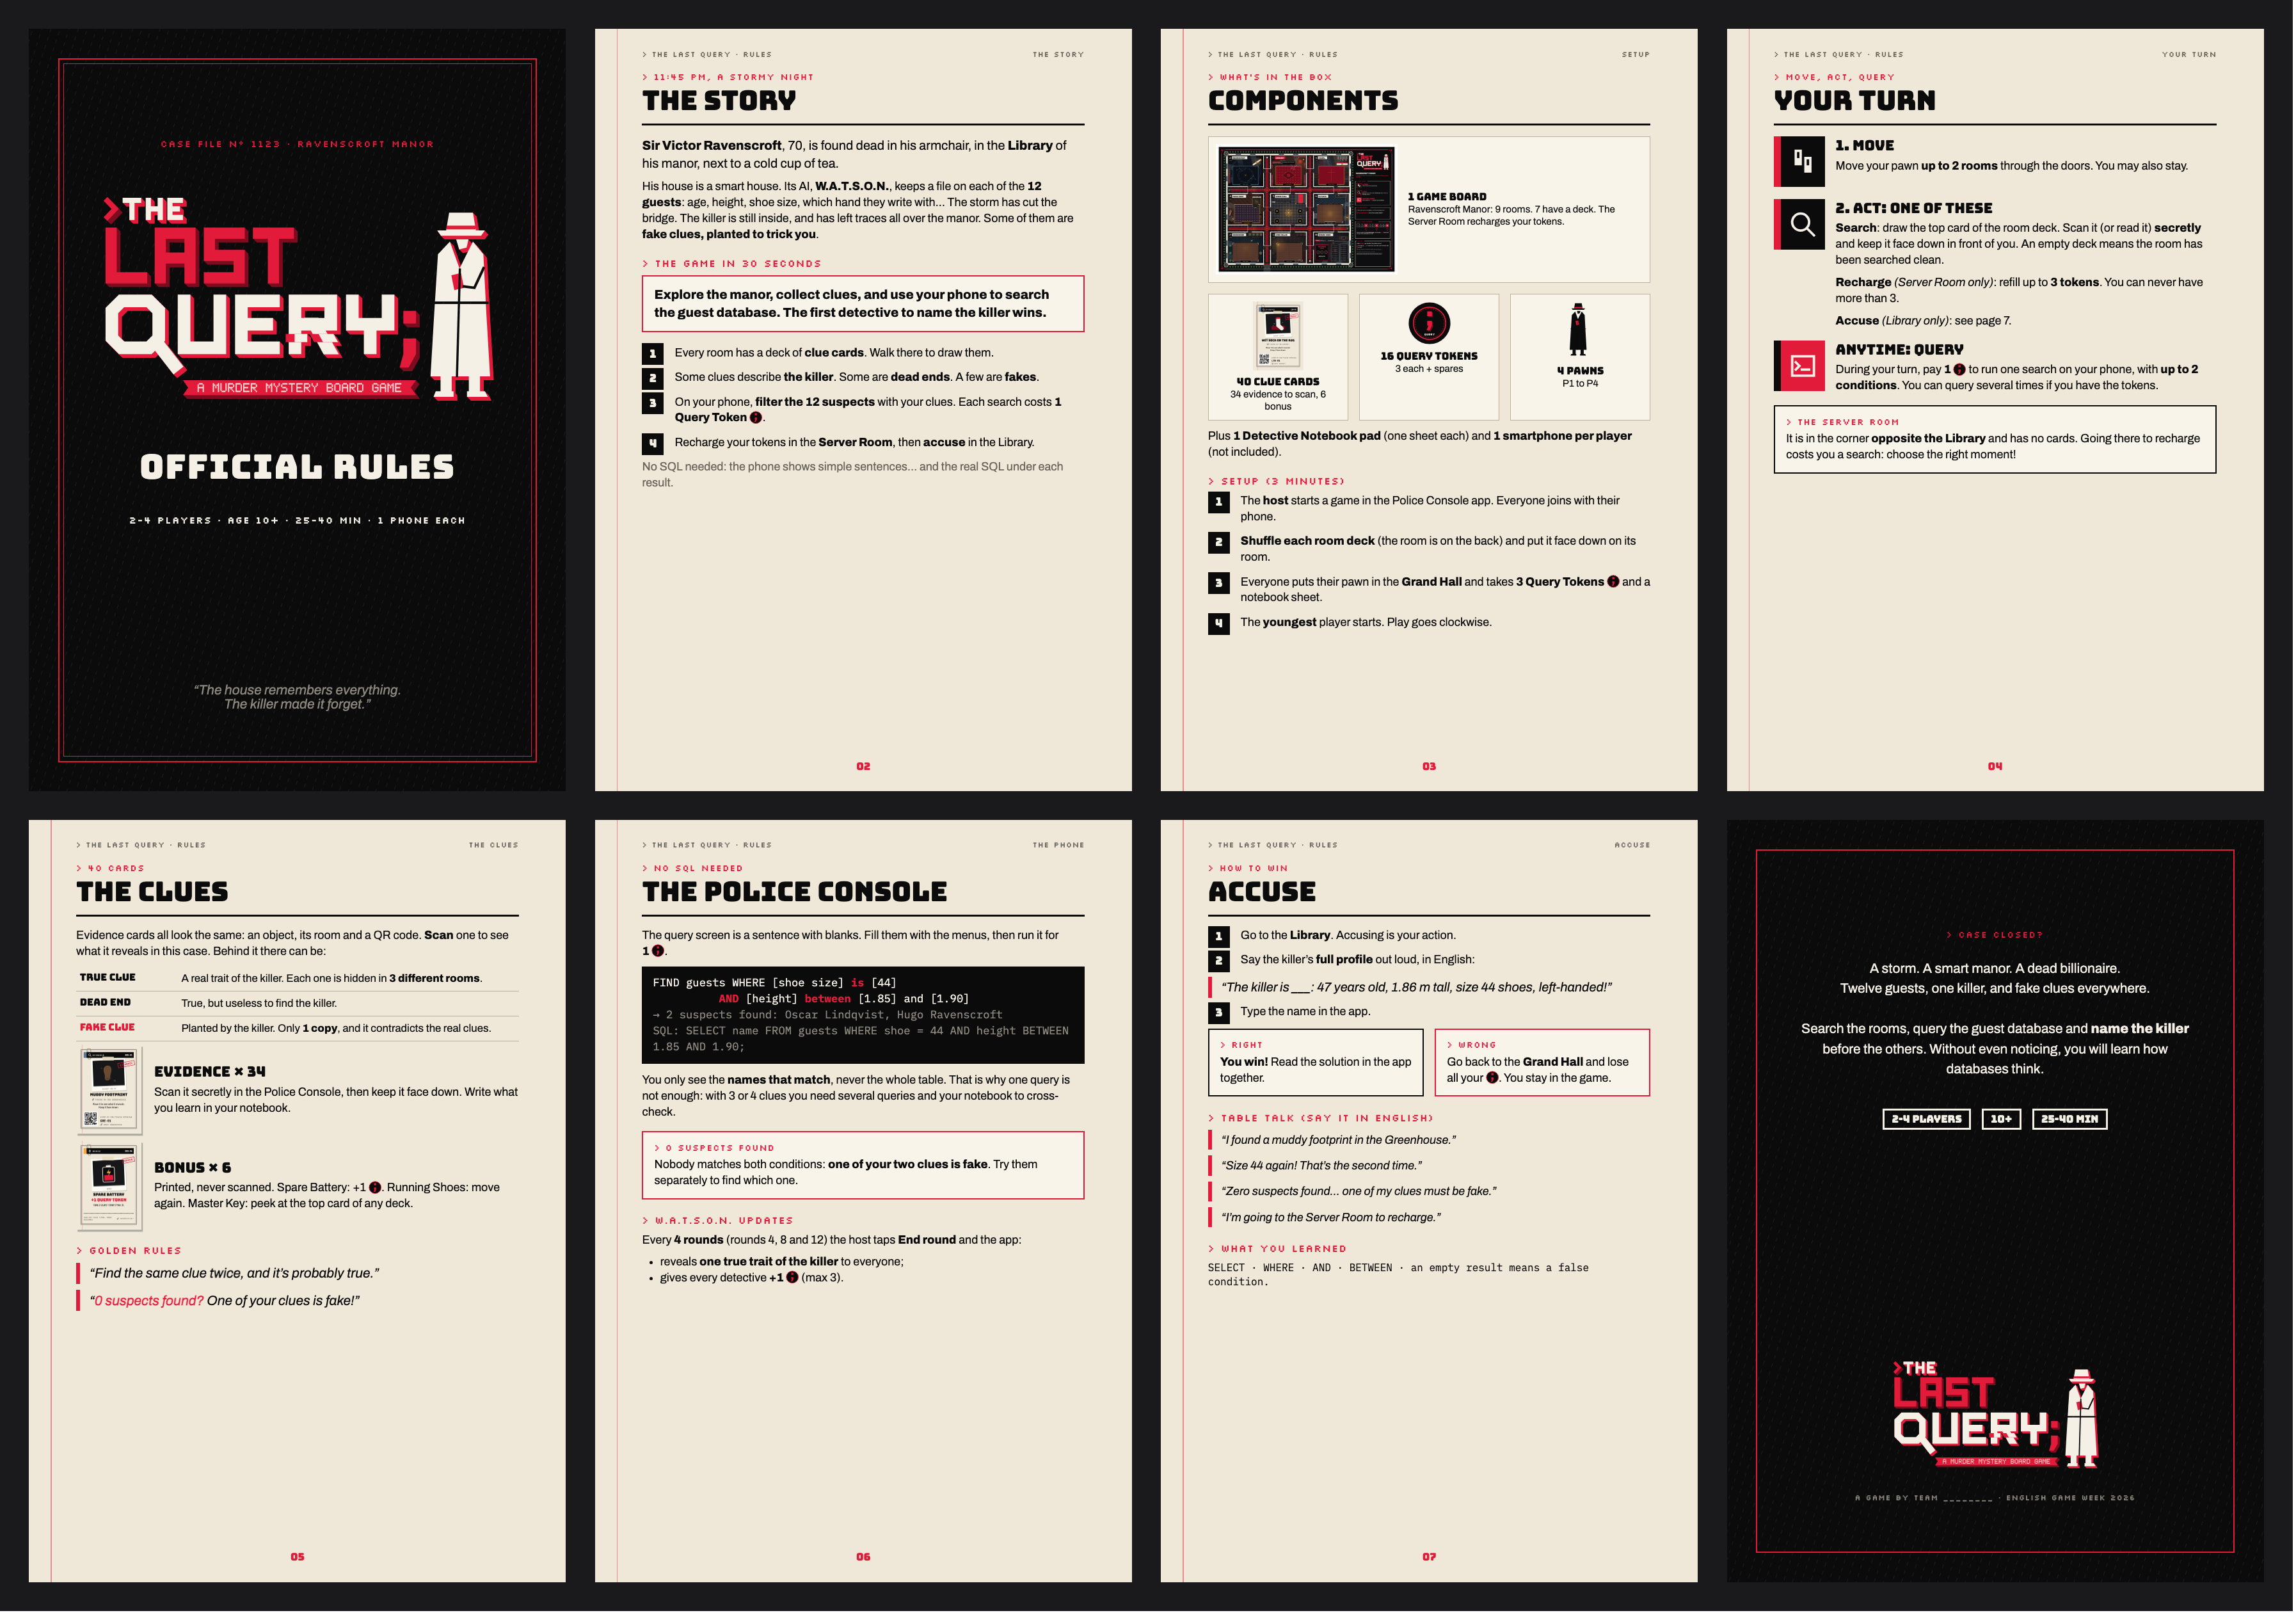 CASE FILE N° 1123 · RAVENSCROFT MANOR
>THE
LAST
QUERY;
A MURDER MYSTERY BOARD GAME
OFFICIAL RULES
2-4 PLAYERS · AGE 10+ · 25-40 MIN · 1 PHONE EACH
“The house remembers everything.
The killer made it forget.”
> THE LAST QUERY · RULES
THE STORY
> 11:45 PM, A STORMY NIGHT
THE STORY
Sir Victor Ravenscroft, 70, is found dead in his armchair, in the Library of
his manor, next to a cold cup of tea.
His house is a smart house. Its AI, W.A.T.S.O.N., keeps a file on each of the 12
guests: age, height, shoe size, which hand they write with... The storm has cut the
bridge. The killer is still inside, and has left traces all over the manor. Some of them are
fake clues, planted to trick you.
> THE GAME IN 30 SECONDS
Explore the manor, collect clues, and use your phone to search
the guest database. The first detective to name the killer wins.
1 Every room has a deck of clue cards. Walk there to draw them.
2 Some clues describe the killer. Some are dead ends. A few are fakes.
3 On your phone, filter the 12 suspects with your clues. Each search costs 1
Query Token ;.
4 Recharge your tokens in the Server Room, then accuse in the Library.
No SQL needed: the phone shows simple sentences... and the real SQL under each
result.
02
> THE LAST QUERY · RULES
SETUP
> WHAT'S IN THE BOX
COMPONENTS
1 GAME BOARD
Ravenscroft Manor: 9 rooms. 7 have a deck. The
Server Room recharges your tokens.
40 CLUE CARDS
34 evidence to scan, 6
bonus
16 QUERY TOKENS
3 each + spares
4 PAWNS
P1 to P4
Plus 1 Detective Notebook pad (one sheet each) and 1 smartphone per player
(not included).
> SETUP (3 MINUTES)
1 The host starts a game in the Police Console app. Everyone joins with their
phone.
2 Shuffle each room deck (the room is on the back) and put it face down on its
room.
3 Everyone puts their pawn in the Grand Hall and takes 3 Query Tokens ; and a
notebook sheet.
4 The youngest player starts. Play goes clockwise.
03
> THE LAST QUERY · RULES
YOUR TURN
> MOVE, ACT, QUERY
YOUR TURN
1. MOVE
Move your pawn up to 2 rooms through the doors. You may also stay.
2. ACT: ONE OF THESE
Search: draw the top card of the room deck. Scan it (or read it) secretly
and keep it face down in front of you. An empty deck means the room has
been searched clean.
Recharge (Server Room only): refill up to 3 tokens. You can never have
more than 3.
Accuse (Library only): see page 7.
ANYTIME: QUERY
During your turn, pay 1 ; to run one search on your phone, with up to 2
conditions. You can query several times if you have the tokens.
> THE SERVER ROOM
It is in the corner opposite the Library and has no cards. Going there to recharge
costs you a search: choose the right moment!
04
> THE LAST QUERY · RULES
THE CLUES
> 40 CARDS
THE CLUES
Evidence cards all look the same: an object, its room and a QR code. Scan one to see
what it reveals in this case. Behind it there can be:
TRUE CLUE A real trait of the killer. Each one is hidden in 3 different rooms.
DEAD END True, but useless to find the killer.
FAKE CLUE Planted by the killer. Only 1 copy, and it contradicts the real clues.
MUDDY FOOTPRINT
EVIDENCE × 34
Scan it secretly in the Police Console, then keep it face down. Write what
you learn in your notebook.
SPARE BATTERY
+1 QUERY TOKEN
BONUS × 6
Printed, never scanned. Spare Battery: +1 ;. Running Shoes: move
again. Master Key: peek at the top card of any deck.
> GOLDEN RULES
“Find the same clue twice, and it’s probably true.”
“0 suspects found? One of your clues is fake!”
05
> THE LAST QUERY · RULES
THE PHONE
> NO SQL NEEDED
THE POLICE CONSOLE
The query screen is a sentence with blanks. Fill them with the menus, then run it for
1 ;.
FIND guests WHERE [shoe size] is [44]
AND [height] between [1.85] and [1.90]
→ 2 suspects found: Oscar Lindqvist, Hugo Ravenscroft
SQL: SELECT name FROM guests WHERE shoe = 44 AND height BETWEEN
1.85 AND 1.90;
You only see the names that match, never the whole table. That is why one query is
not enough: with 3 or 4 clues you need several queries and your notebook to cross-
check.
> 0 SUSPECTS FOUND
Nobody matches both conditions: one of your two clues is fake. Try them
separately to find which one.
> W.A.T.S.O.N. UPDATES
Every 4 rounds (rounds 4, 8 and 12) the host taps End round and the app:
• reveals one true trait of the killer to everyone;
• gives every detective +1 ; (max 3).
06
> THE LAST QUERY · RULES
ACCUSE
> HOW TO WIN
ACCUSE
1 Go to the Library. Accusing is your action.
2 Say the killer’s full profile out loud, in English:
“The killer is ___: 47 years old, 1.86 m tall, size 44 shoes, left-handed!”
3 Type the name in the app.
> RIGHT
You win! Read the solution in the app
together.
> WRONG
Go back to the Grand Hall and lose
all your ;. You stay in the game.
> TABLE TALK (SAY IT IN ENGLISH)
“I found a muddy footprint in the Greenhouse.”
“Size 44 again! That’s the second time.”
“Zero suspects found... one of my clues must be fake.”
“I’m going to the Server Room to recharge.”
> WHAT YOU LEARNED
SELECT · WHERE · AND · BETWEEN · an empty result means a false
condition.
07
> CASE CLOSED?
A storm. A smart manor. A dead billionaire.
Twelve guests, one killer, and fake clues everywhere.
Search the rooms, query the guest database and name the killer
before the others. Without even noticing, you will learn how
databases think.
2-4 PLAYERS 10+ 25-40 MIN
>THE
LAST
QUERY;
A MURDER MYSTERY BOARD GAME
A GAME BY TEAM ________ · ENGLISH GAME WEEK 2026